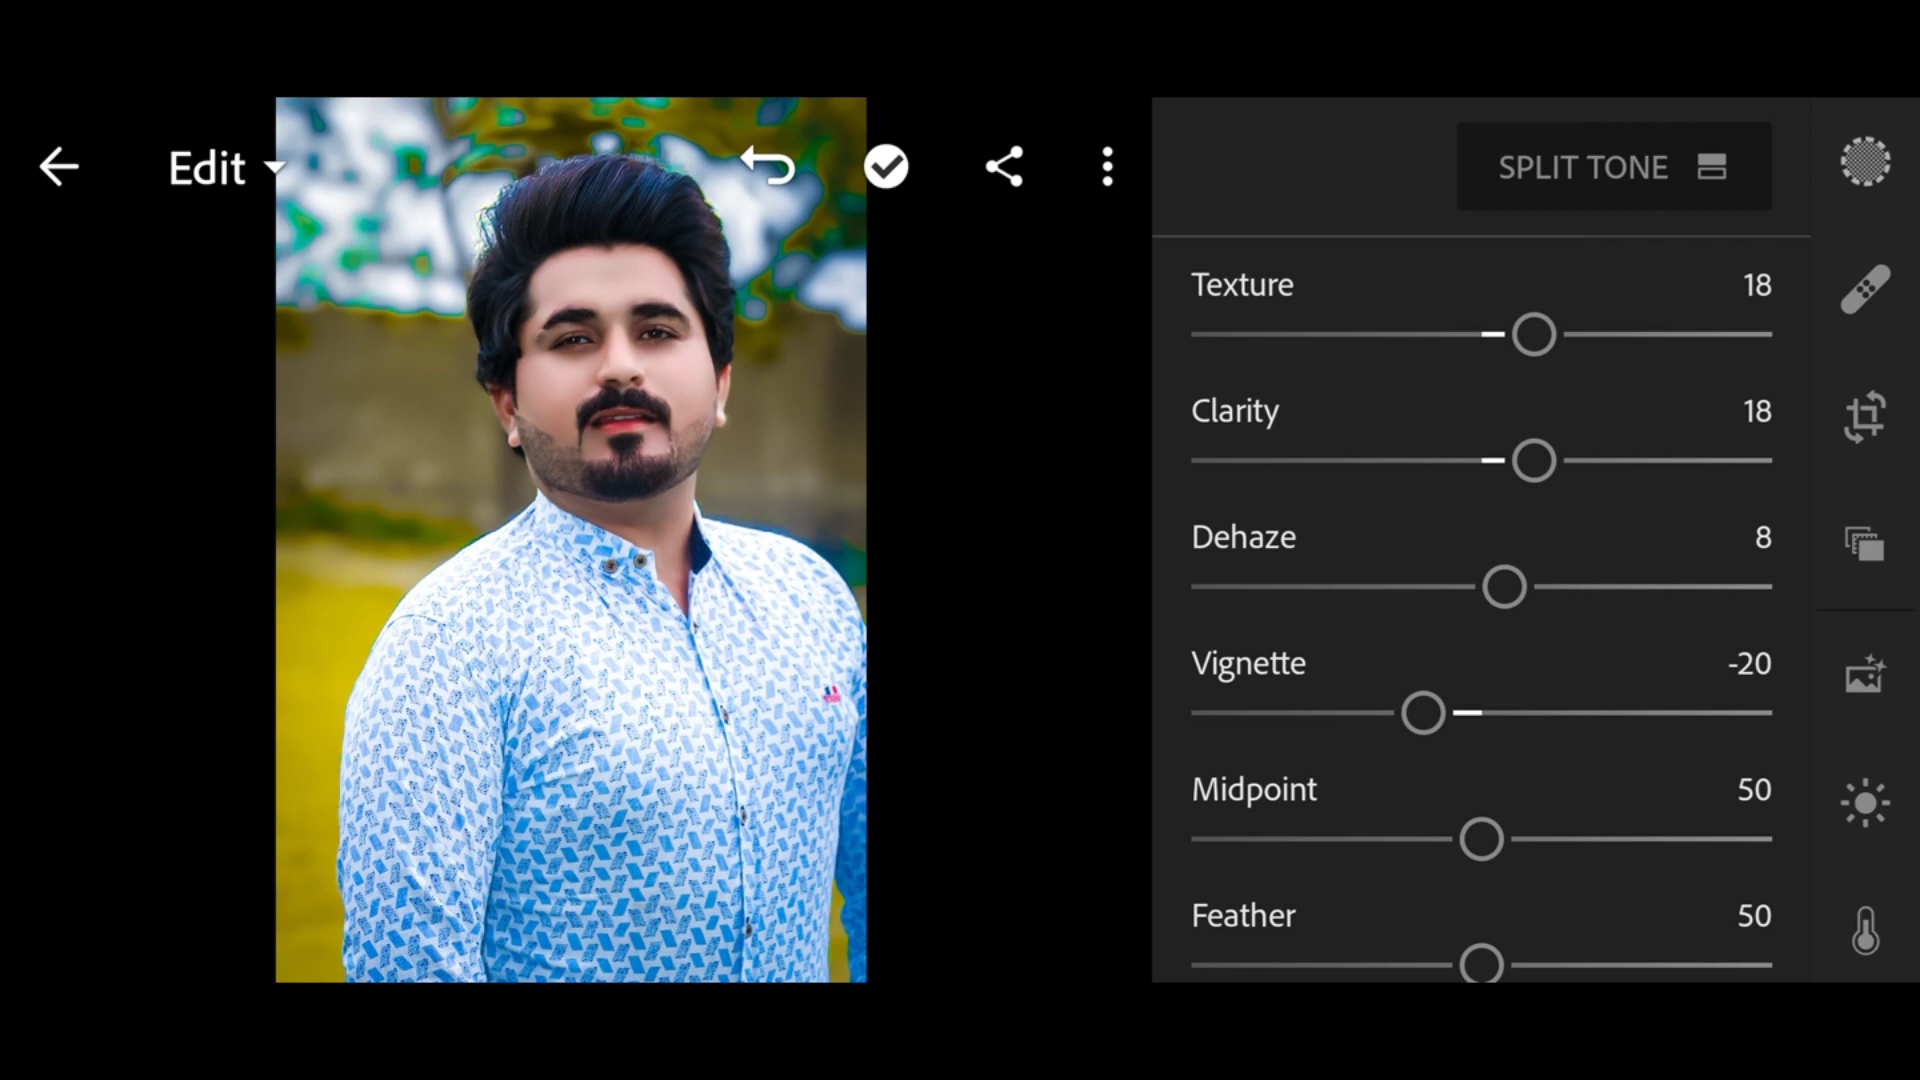 Edit
SPLIT TONE
Texture 18
Clarity 18
Dehaze 8
Vignette -20
Midpoint 50
Feather 50